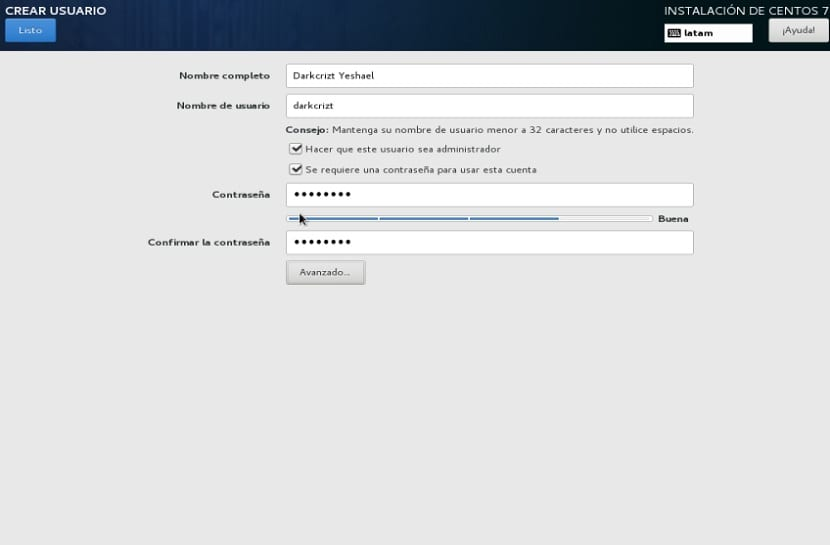 CREAR USUARIO
INSTALACIÓN DE CENTOS 7
Listo
latam
¡Ayuda!
Nombre completo
Darkcrizt Yeshael
Nombre de usuario
darkcrizt
Consejo: Mantenga su nombre de usuario menor a 32 caracteres y no utilice espacios.
Hacer que este usuario sea administrador
Se requiere una contraseña para usar esta cuenta
Contraseña
••••••••
Buena
Confirmar la contraseña
••••••••
Avanzado...